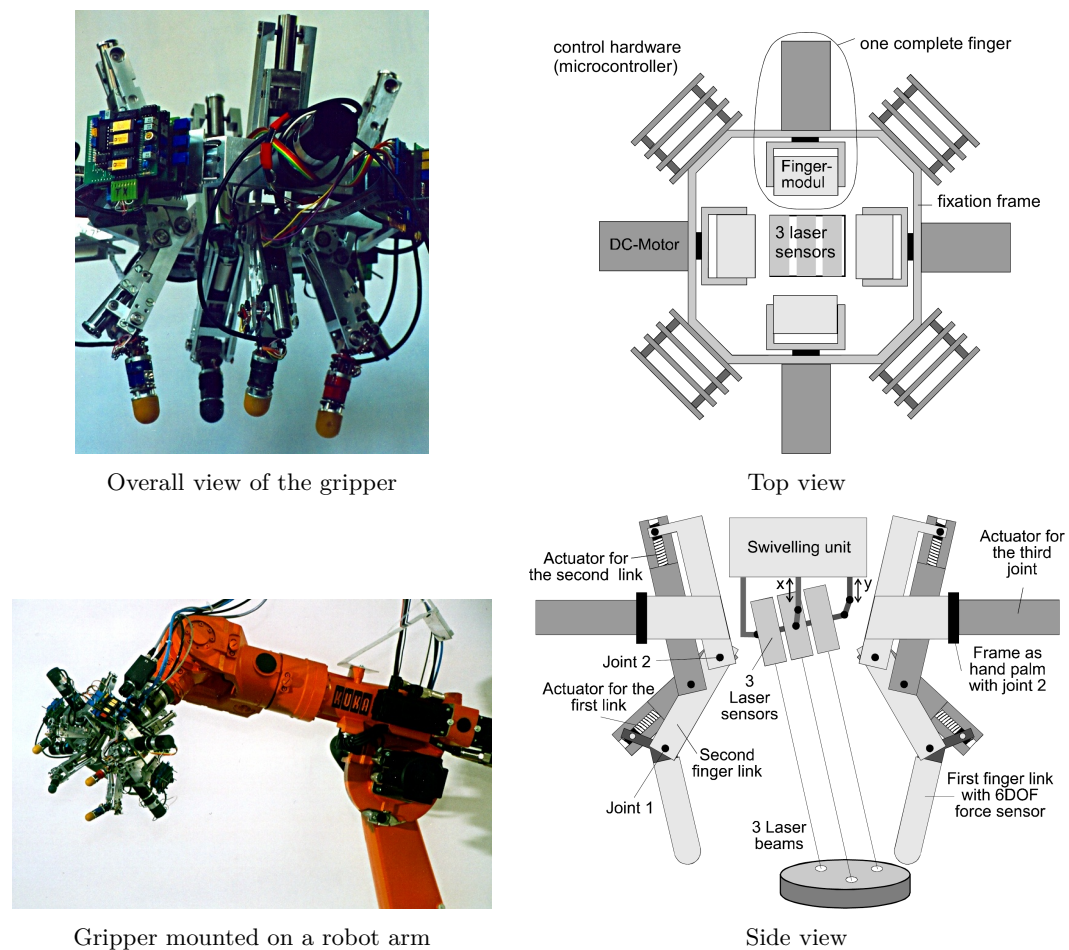 control hardware
(microcontroller)
one complete finger
Finger-
modul
fixation frame
DC-Motor
3 laser
sensors
Overall view of the gripper
Top view
Actuator for
the second link
Swivelling unit
Actuator for
the third
joint
x
y
Joint 2
3
Laser
sensors
Frame as
hand palm
with joint 2
Actuator for the
first link
Second
finger link
Joint 1
First finger link
with 6DOF
force sensor
3 Laser
beams
KUKA
Gripper mounted on a robot arm
Side view